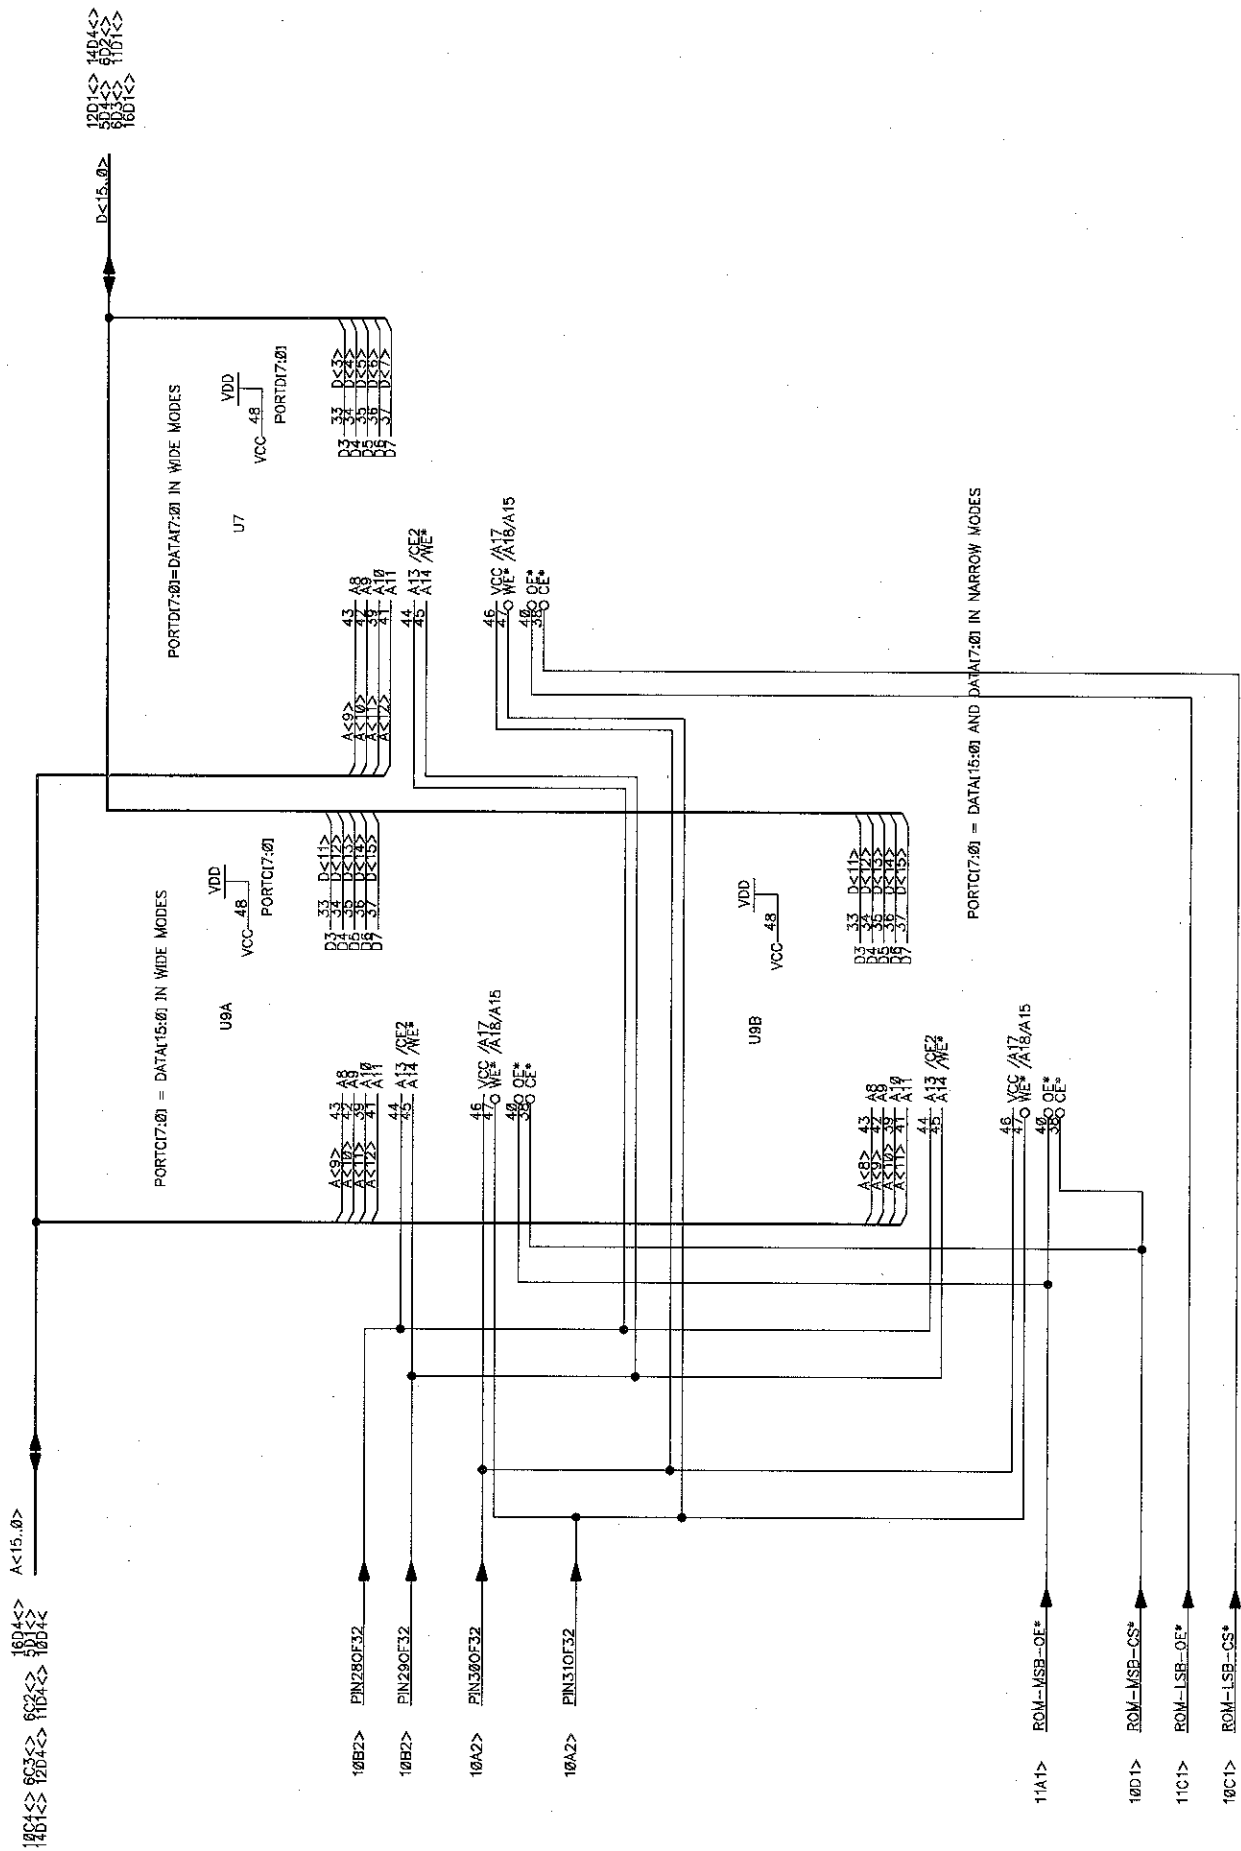 10C4<> 6C3<> 6C2<> 16D4<>
14D1<> 12D4<> 11D4<> 10D4<
5D1<>
A<15..0>
D<15..0>
12D1<> 14D4<>
5D4<> 6D2<>
6D3<> 11D1<>
16D1<>
PORTC[7:0] = DATA[15:0] IN WIDE MODES
U9A
VDD
VCC 48
PORTC[7:0]
A<9> 43 A8
A<10> 42 A9
A<11> 39 A10
A<12> 41 A11
44 A13 /CE2
45 A14 /WE*
46 VCC /A17
47 WE* /A18/A15
40 OE*
38 CE*
D3 33 D<11>
D4 34 D<12>
D5 35 D<13>
D6 36 D<14>
D7 37 D<15>
PORTD[7:0]=DATA[7:0] IN WIDE MODES
U7
VDD
VCC 48
PORTD[7:0]
A<9> 43 A8
A<10> 42 A9
A<11> 39 A10
A<12> 41 A11
44 A13 /CE2
45 A14 /WE*
46 VCC /A17
47 WE* /A18/A15
40 OE*
38 CE*
D3 33 D<3>
D4 34 D<4>
D5 35 D<5>
D6 36 D<6>
D7 37 D<7>
U9B
VDD
VCC 48
A<8> 43 A8
A<9> 42 A9
A<10> 39 A10
A<11> 41 A11
44 A13 /CE2
45 A14 /WE*
46 VCC /A17
47 WE* /A18/A15
40 OE*
38 CE*
D3 33 D<11>
D4 34 D<12>
D5 35 D<13>
D6 36 D<14>
D7 37 D<15>
PORTC[7:0] = DATA[15:0] AND DATA[7:0] IN NARROW MODES
10B2> PIN28OF32
10B2> PIN29OF32
10A2> PIN30OF32
10A2> PIN31OF32
11A1> ROM-MSB-OE*
10D1> ROM-MSB-CS*
11C1> ROM-LSB-OE*
10C1> ROM-LSB-CS*